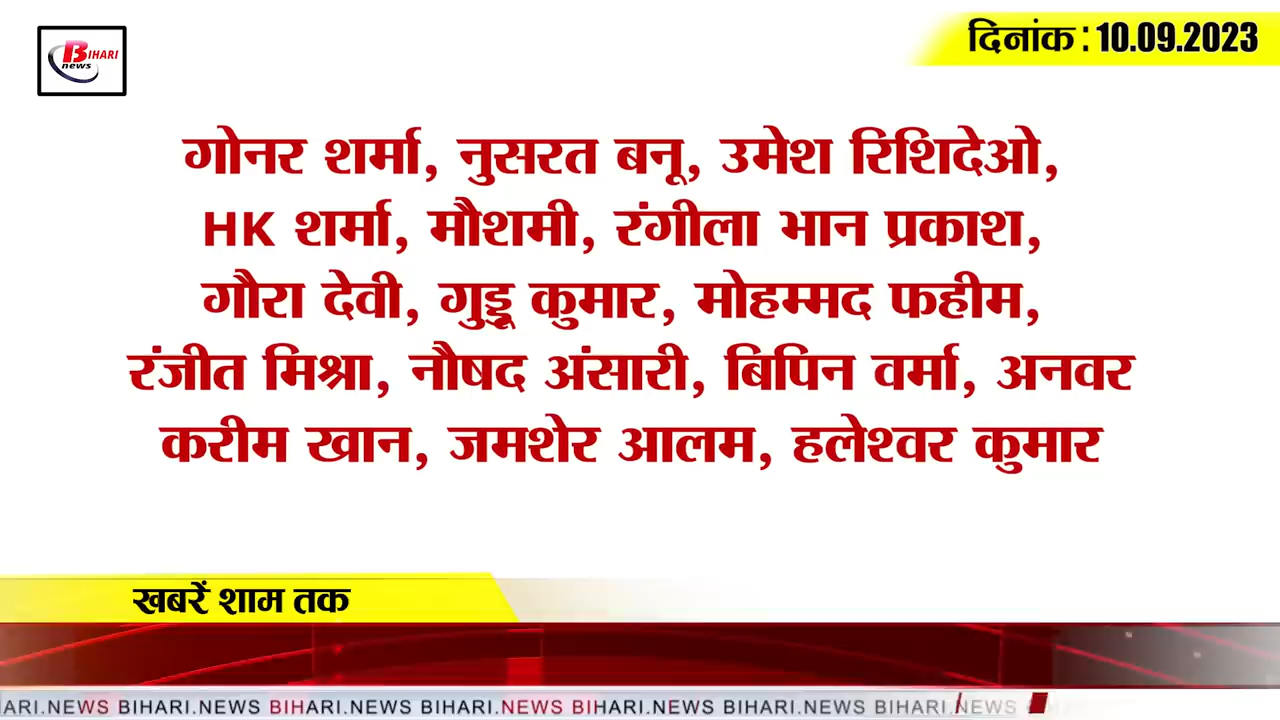 BIHARI
news
दिनांक : 10.09.2023
गोनर शर्मा, नुसरत बनू, उमेश रिशिदेओ,
HK शर्मा, मौशमी, रंगीला भान प्रकाश,
गौरा देवी, गुड्डू कुमार, मोहम्मद फहीम,
रंजीत मिश्रा, नौषद अंसारी, बिपिन वर्मा, अनवर
करीम खान, जमशेर आलम, हलेश्वर कुमार
खबरें शाम तक
ARI.NEWS BIHARI.NEWS BIHARI.NEWS BIHARI.NEWS BIHARI.NEWS BIHARI.NEWS BIHARI.NEWS